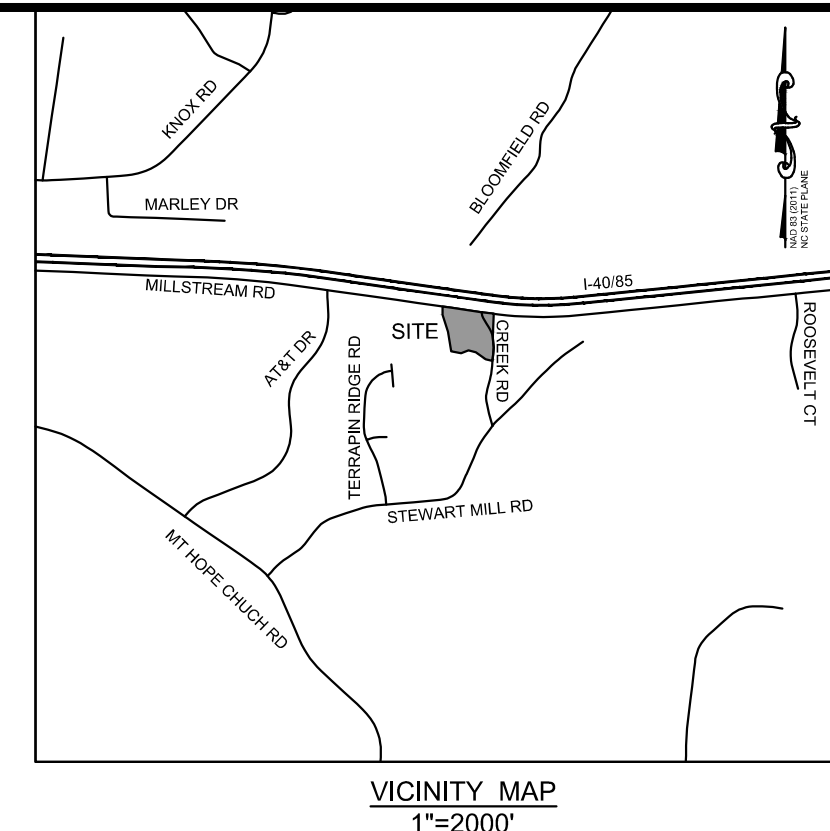 KNOX RD
BLOOMFIELD RD
NAD 83 (2011)
NC STATE PLANE
MARLEY DR
I-40/85
MILLSTREAM RD
SITE
CREEK RD
ROOSEVELT CT
AT&T DR
TERRAPIN RIDGE RD
STEWART MILL RD
MT HOPE CHUCH RD
VICINITY MAP
1"=2000'